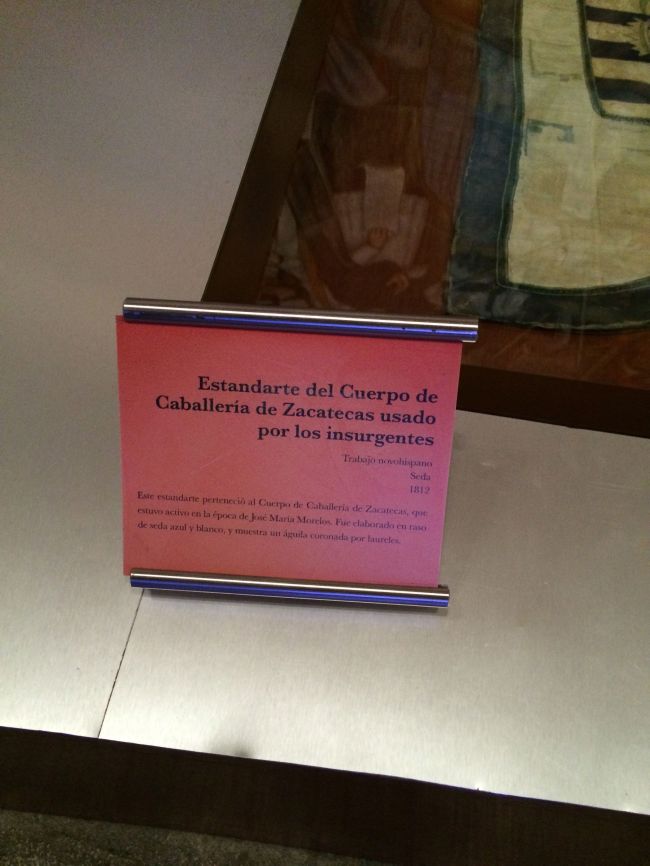 Estandarte del Cuerpo de
Caballería de Zacatecas usado
por los insurgentes
Trabajo novohispano
Seda
1812
Este estandarte perteneció al Cuerpo de Caballería de Zacatecas, que
estuvo activo en la época de José María Morelos. Fue elaborado en raso
de seda azul y blanco, y muestra un águila coronada por laureles.